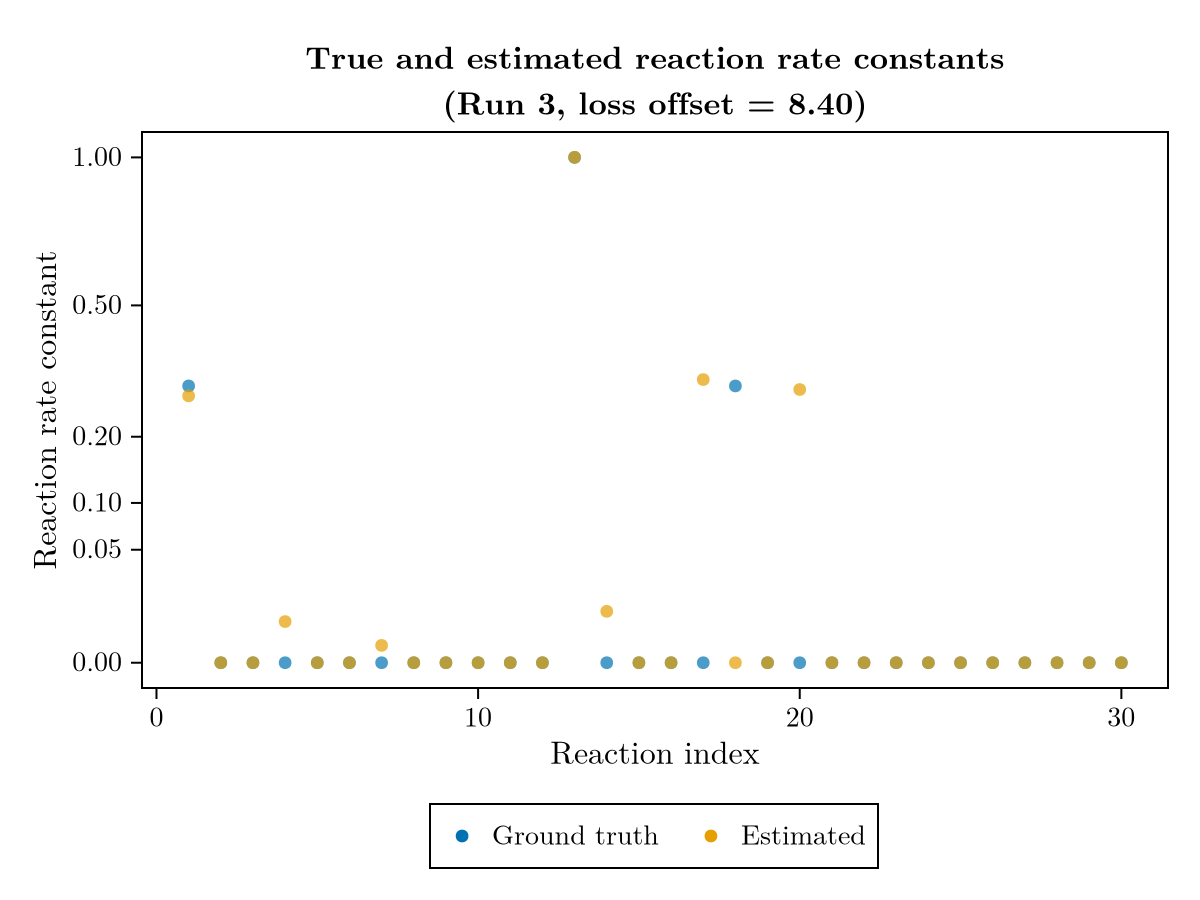 True and estimated reaction rate constants
(Run 3, loss offset = 8.40)
Reaction rate constant
1.00
0.50
0.20
0.10
0.05
0.00
0 10 20 30
Reaction index
Ground truth Estimated